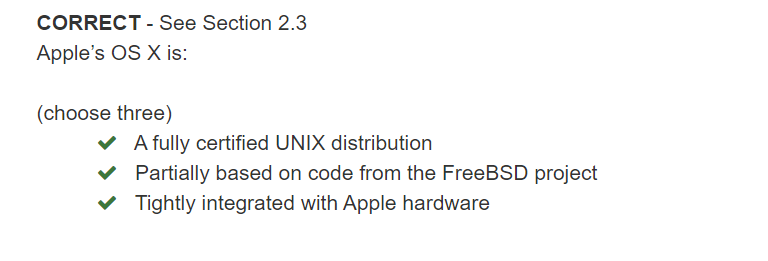 CORRECT - See Section 2.3
Apple’s OS X is:
(choose three)
✔ A fully certified UNIX distribution
✔ Partially based on code from the FreeBSD project
✔ Tightly integrated with Apple hardware